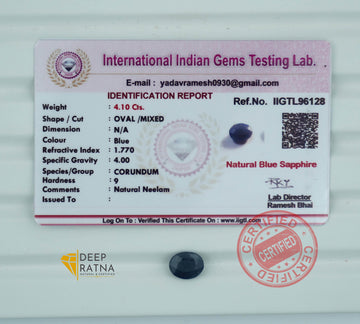 International Indian Gems Testing Lab.
E-mail : yadavramesh0930@gmail.com
IDENTIFICATION REPORT
Ref.No. IIGTL96128
Weight : 4.10 Cts.
Shape / Cut : OVAL /MIXED
Dimension : N/A
Colour : Blue
Refractive Index : 1.770
Specific Gravity : 4.00
Species/Group : CORUNDUM
Hardness : 9
Comments : Natural Neelam
Issued to :
Natural Blue Sapphire
Lab Director
Ramesh Bhai
Log On To : Verified This Certificate On : www.iigtl.com
CERTIFIED
CERTIFIED
CERTIFIED
DEEP
RATNA